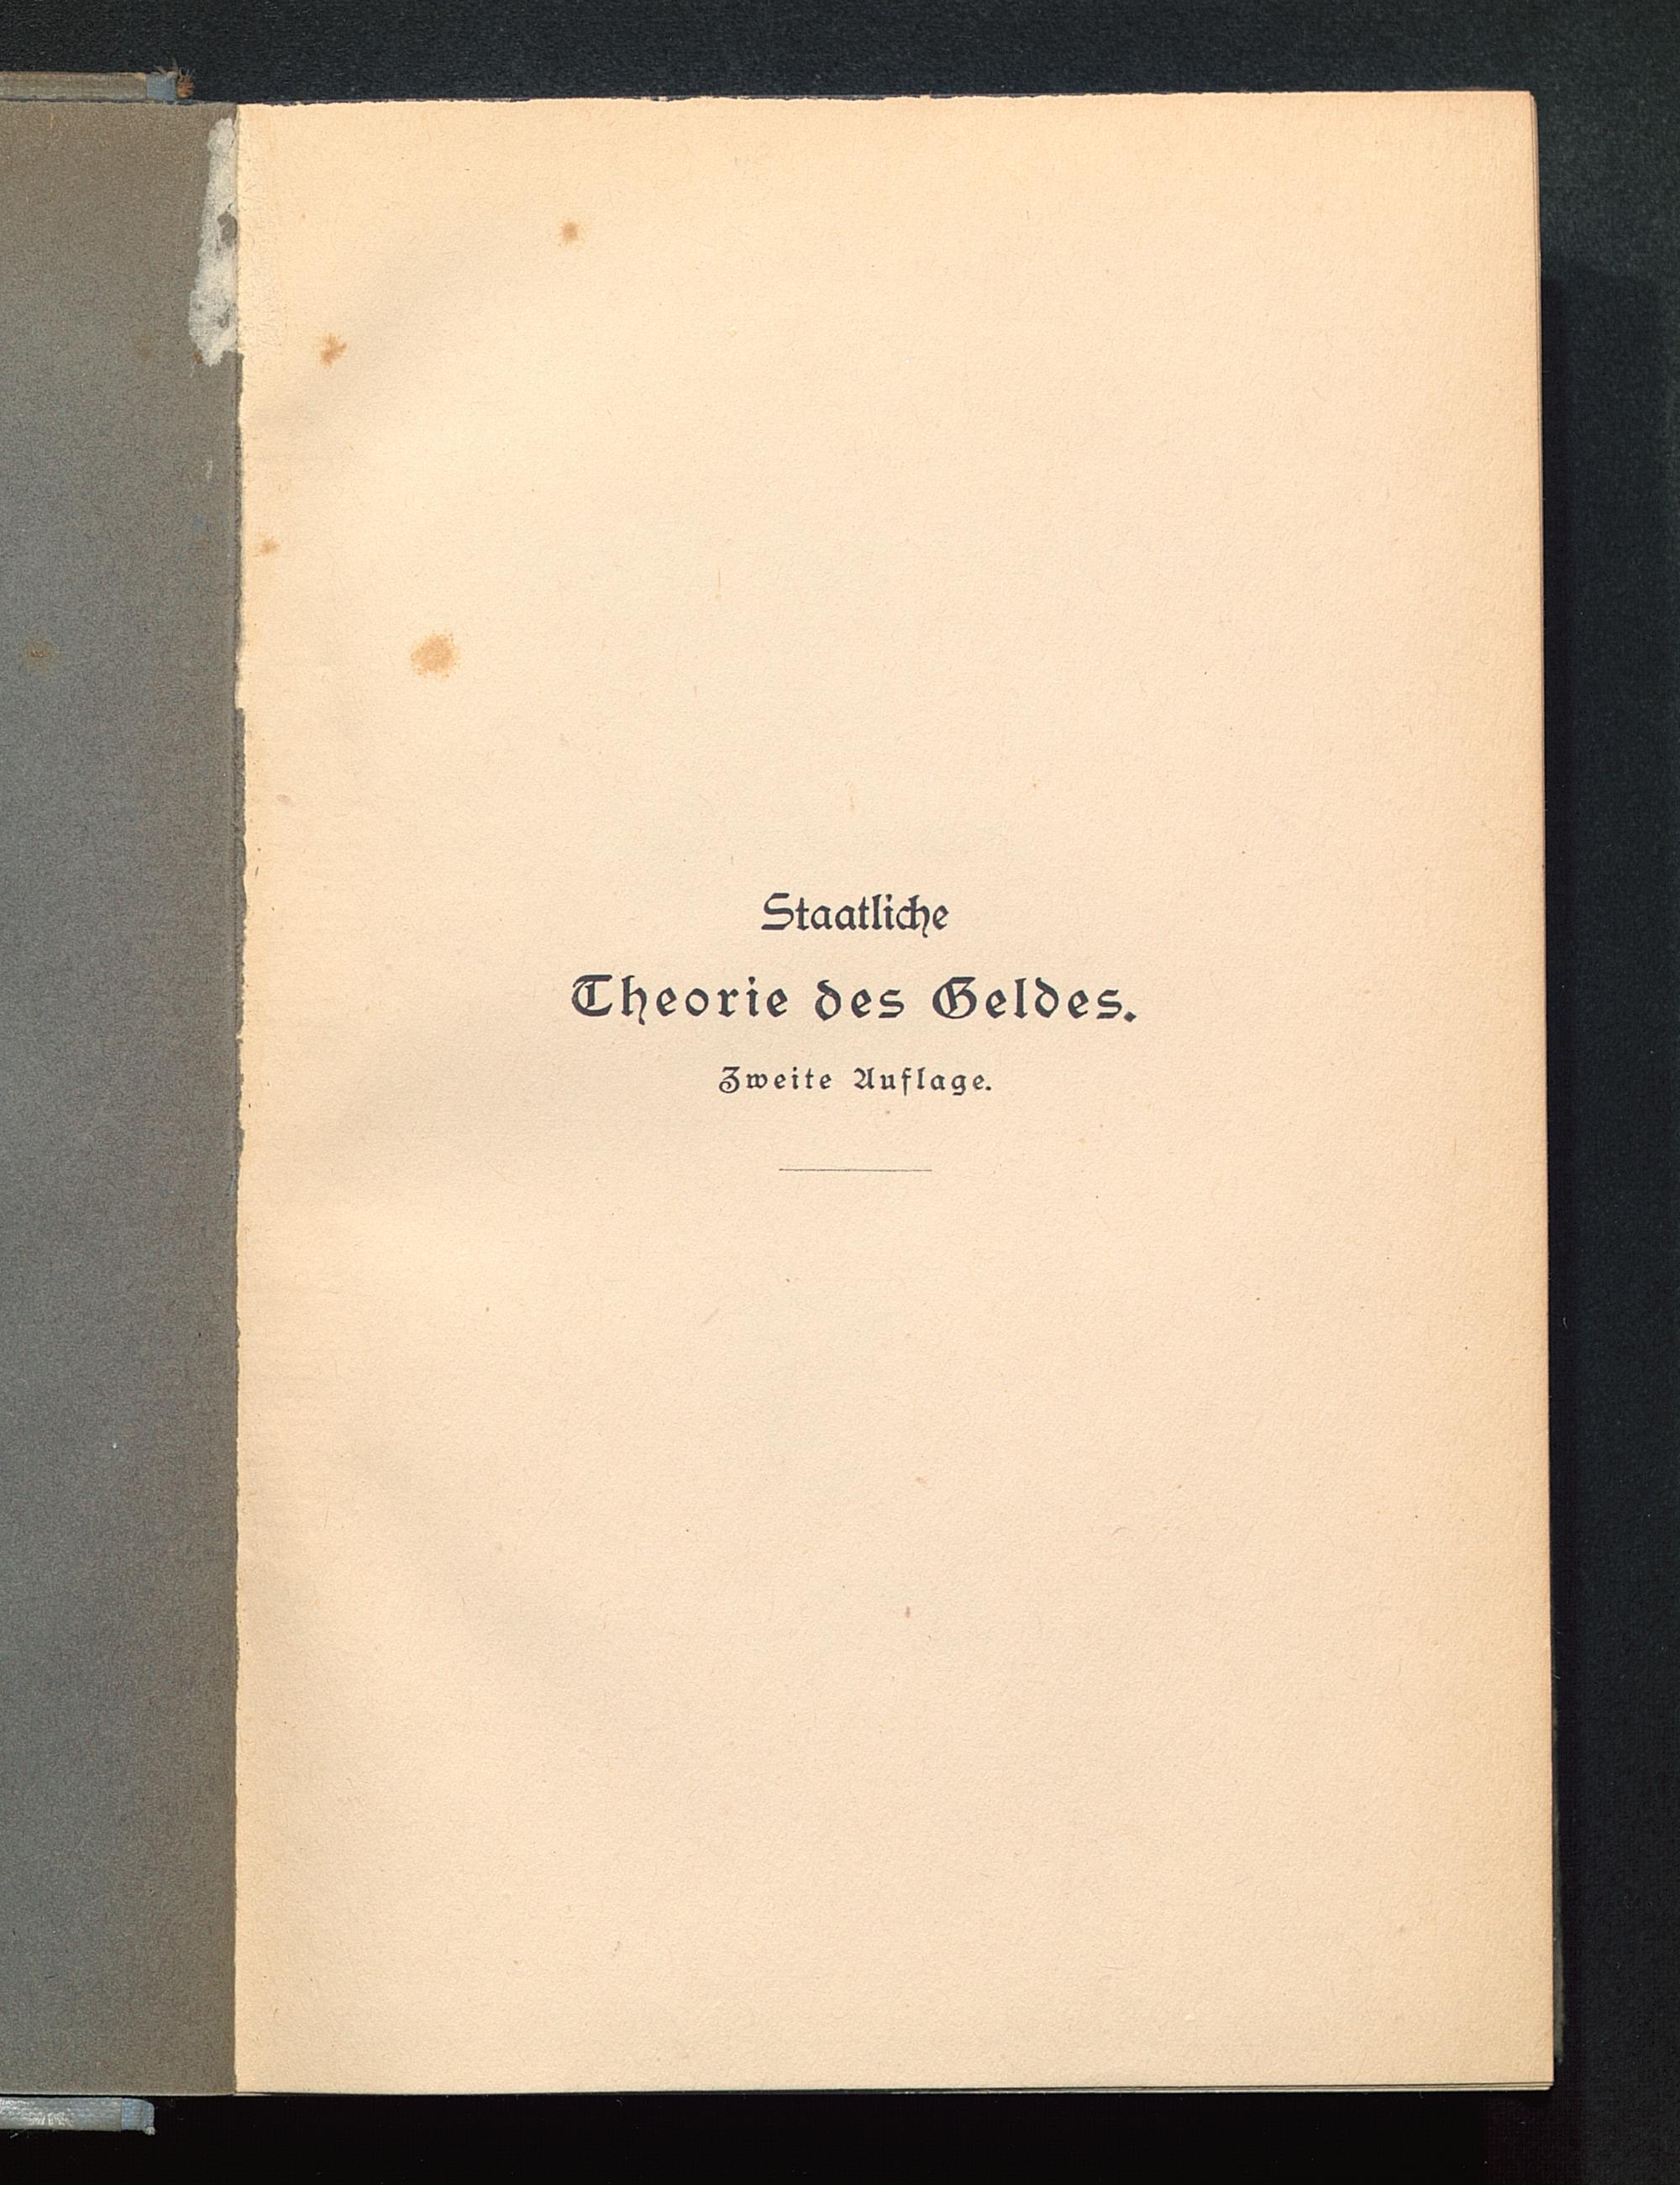 Staatliche
Theorie des Geldes.
Zweite Auflage.